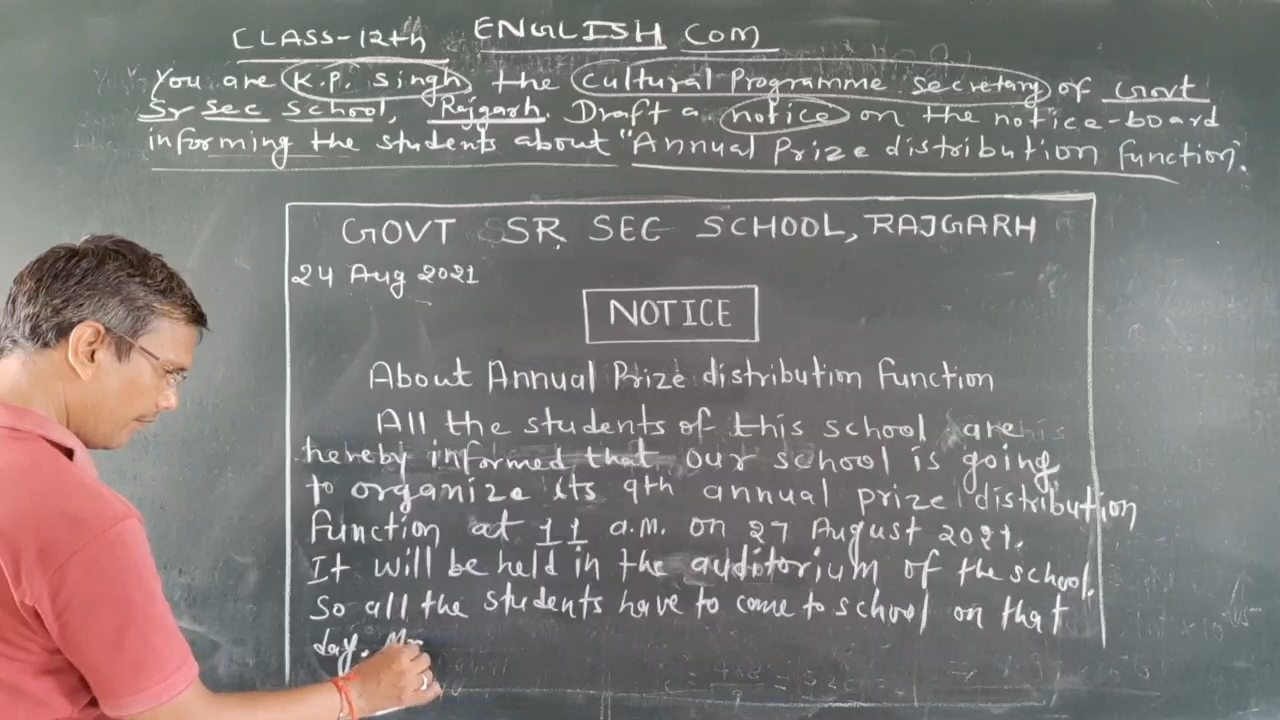 CLASS-12th ENGLISH COM
You are K.P. Singh the Cultural Programme secretary of Govt
Sr Sec School, Rajgarh. Draft a notice on the notice-board
informing the students about "Annual Prize distribution function".
GOVT SR SEC SCHOOL, RAJGARH
24 Aug 2021
NOTICE
About Annual Prize distribution function
All the students of this school are
hereby informed that our school is going
to organize its 9th annual prize distribution
function at 11 a.m. on 27 August 2021.
It will be held in the auditorium of the school.
So all the students have to come to school on that
day.